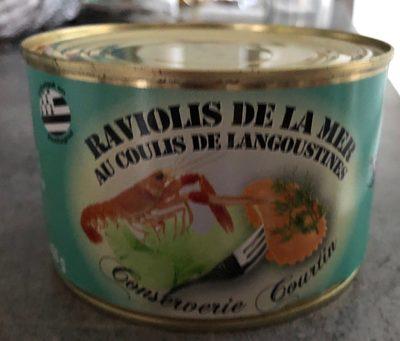 RAVIOLIS DE LA MER
AU COULIS DE LANGOUSTINES
Conserverie Courtin